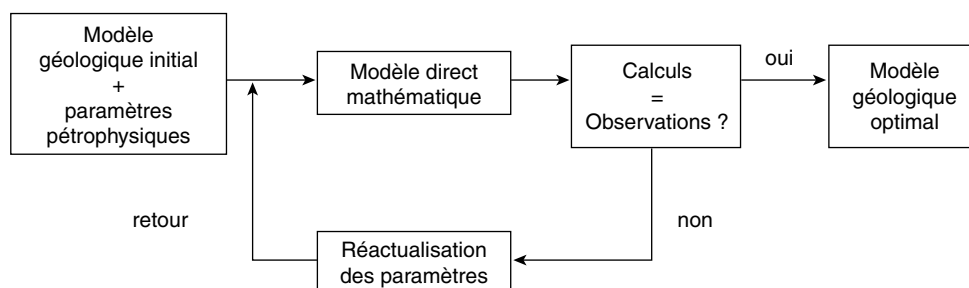 Modèle
géologique initial
+
paramètres
pétrophysiques
Modèle direct
mathématique
Calculs
=
Observations ?
oui
Modèle
géologique
optimal
retour
non
Réactualisation
des paramètres